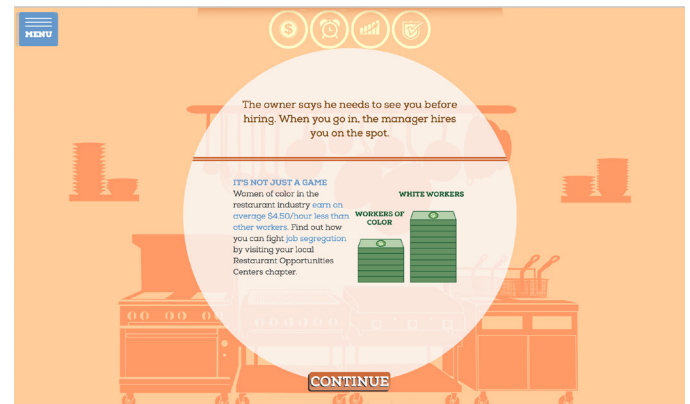 MENU
$
The owner says he needs to see you before
hiring. When you go in, the manager hires
you on the spot.
IT'S NOT JUST A GAME
Women of color in the
restaurant industry earn on
average $4.50/hour less than
other workers. Find out how
you can fight job segregation
by visiting your local
Restaurant Opportunities
Centers chapter.
WORKERS OF
COLOR
WHITE WORKERS
CONTINUE